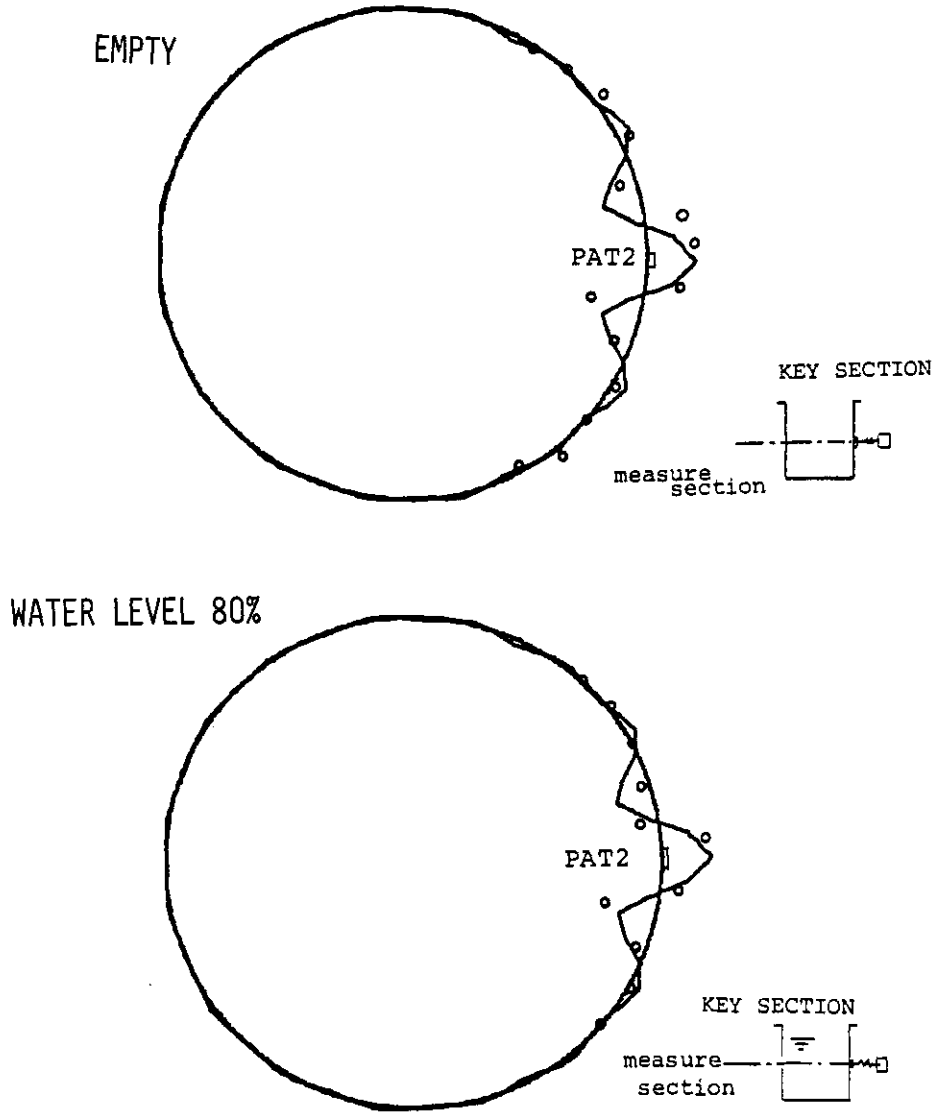 EMPTY
PAT2
KEY SECTION
measure
section
WATER LEVEL 80%
PAT2
KEY SECTION
measure
section